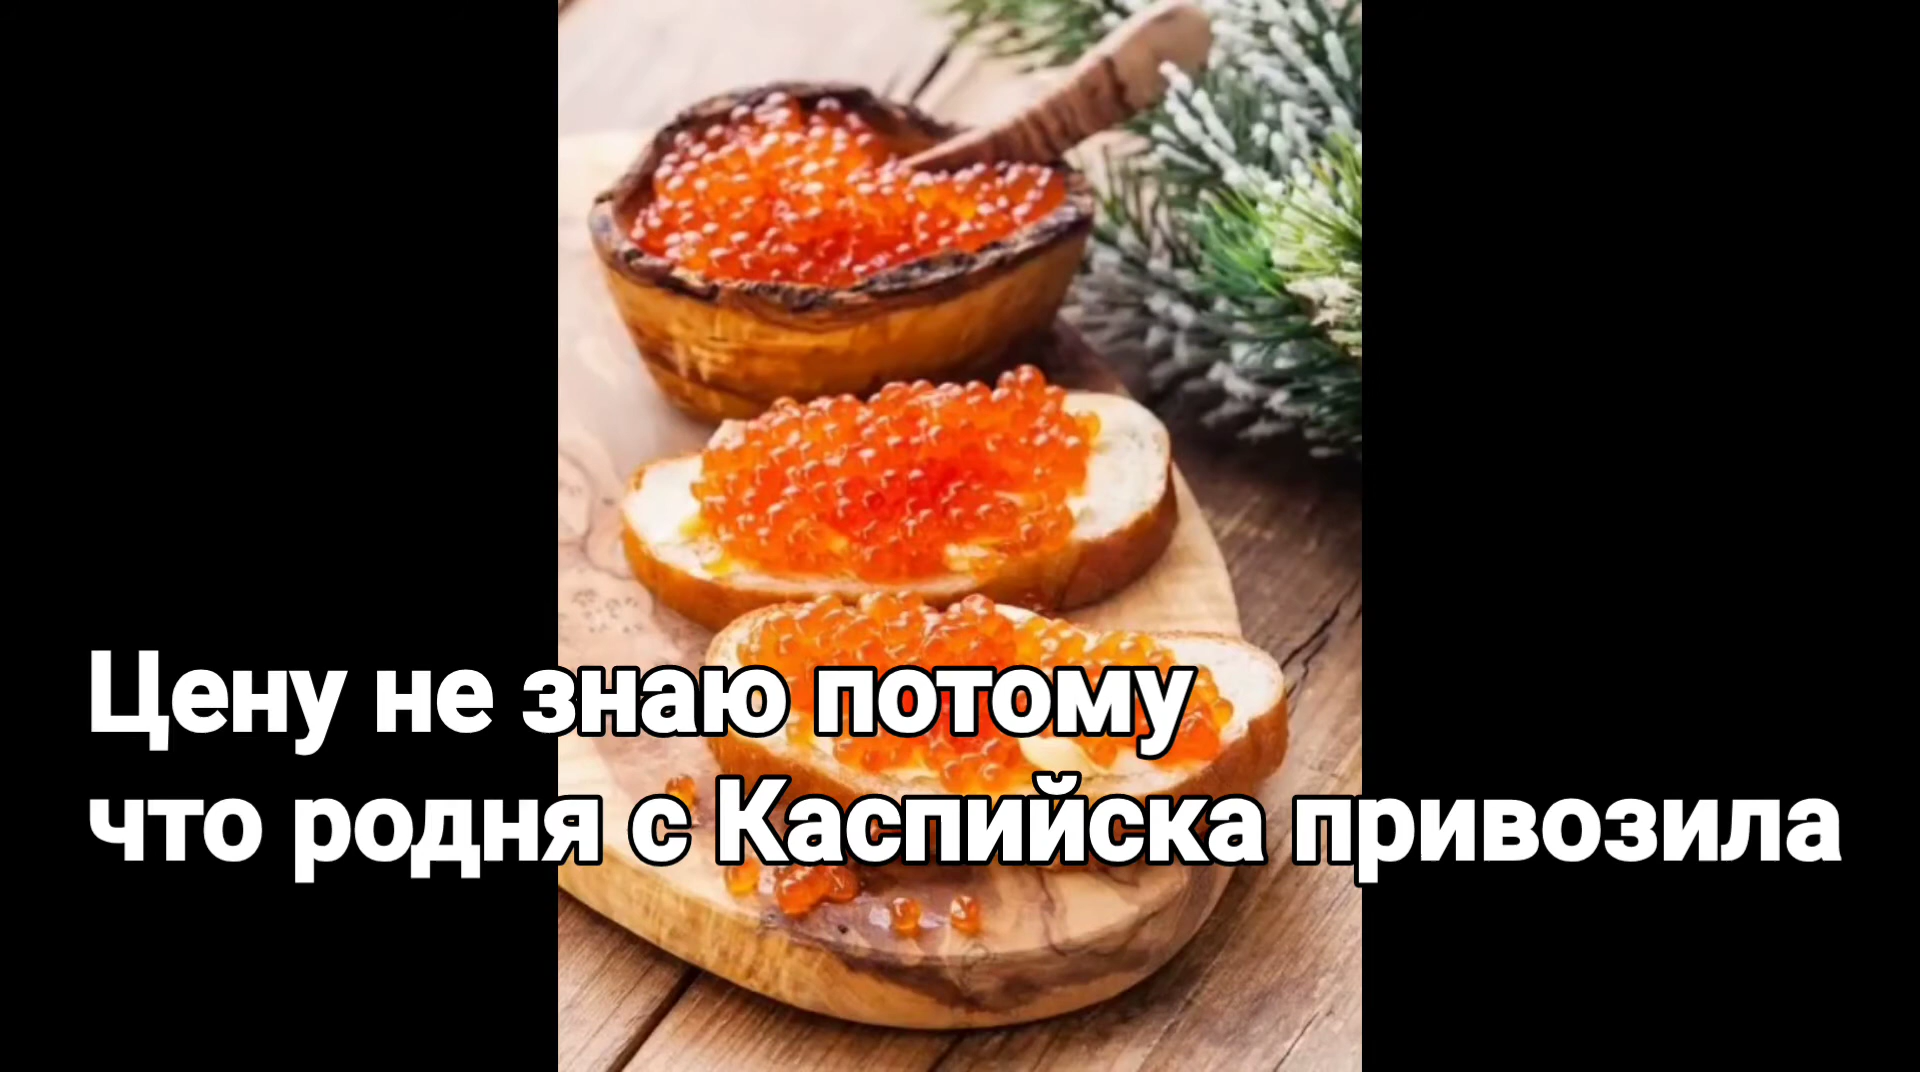 Цену не знаю потому
что родня с Каспийска привозила